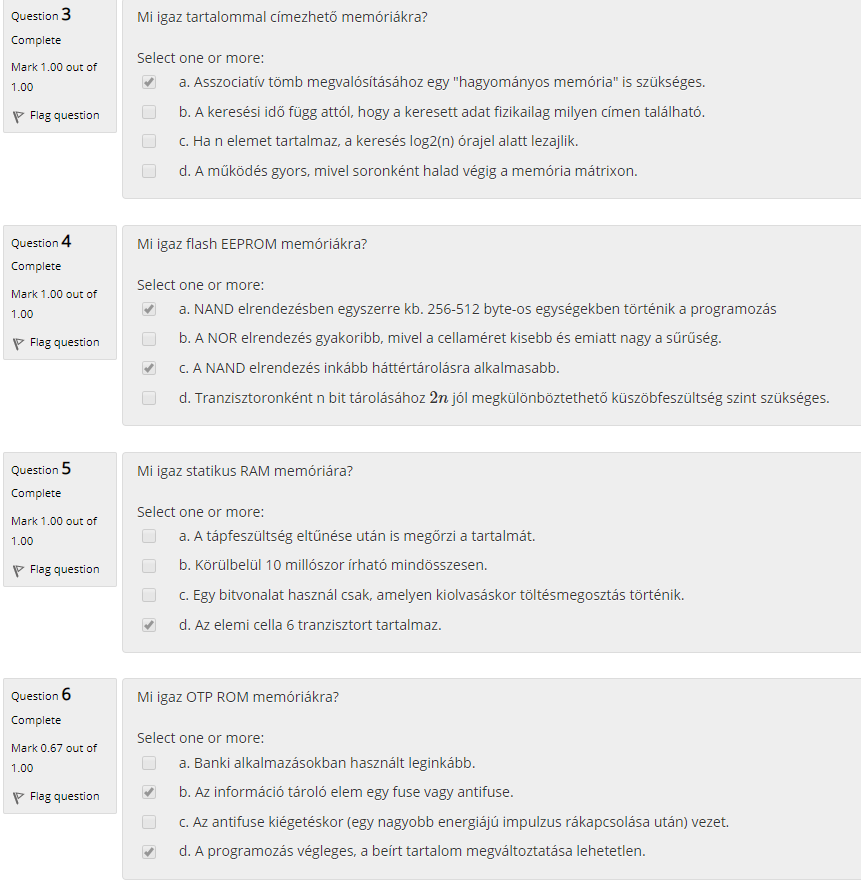 Question 3
Complete
Mark 1.00 out of
1.00
Flag question
Mi igaz tartalommal címezhető memóriákra?
Select one or more:
a. Asszociatív tömb megvalósításához egy "hagyományos memória" is szükséges.
b. A keresési idő függ attól, hogy a keresett adat fizikailag milyen címen található.
c. Ha n elemet tartalmaz, a keresés log2(n) órajel alatt lezajlik.
d. A működés gyors, mivel soronként halad végig a memória mátrixon.
Question 4
Complete
Mark 1.00 out of
1.00
Flag question
Mi igaz flash EEPROM memóriákra?
Select one or more:
a. NAND elrendezésben egyszerre kb. 256-512 byte-os egységekben történik a programozás
b. A NOR elrendezés gyakoribb, mivel a cellaméret kisebb és emiatt nagy a sűrűség.
c. A NAND elrendezés inkább háttértárolásra alkalmasabb.
d. Tranzisztoronként n bit tárolásához 2n jól megkülönböztethető küszöbfeszültség szint szükséges.
Question 5
Complete
Mark 1.00 out of
1.00
Flag question
Mi igaz statikus RAM memóriára?
Select one or more:
a. A tápfeszültség eltűnése után is megőrzi a tartalmát.
b. Körülbelül 10 millószor írható mindösszesen.
c. Egy bitvonalat használ csak, amelyen kiolvasáskor töltésmegosztás történik.
d. Az elemi cella 6 tranzisztort tartalmaz.
Question 6
Complete
Mark 0.67 out of
1.00
Flag question
Mi igaz OTP ROM memóriákra?
Select one or more:
a. Banki alkalmazásokban használt leginkább.
b. Az információ tároló elem egy fuse vagy antifuse.
c. Az antifuse kiégetéskor (egy nagyobb energiájú impulzus rákapcsolása után) vezet.
d. A programozás végleges, a beírt tartalom megváltoztatása lehetetlen.